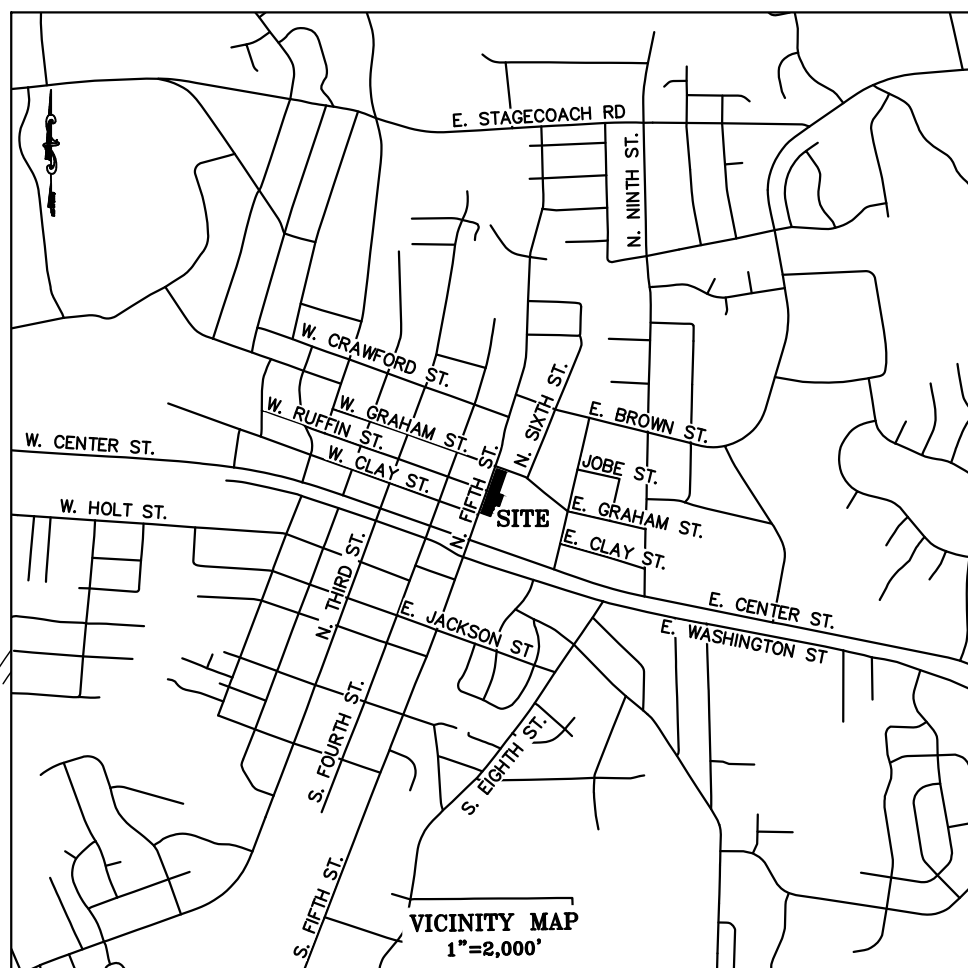 E. STAGECOACH RD
N. NINTH ST.
W. CRAWFORD ST.
W. GRAHAM ST.
W. RUFFIN ST.
N. SIXTH ST.
E. BROWN ST.
W. CENTER ST.
W. CLAY ST.
N. FIFTH ST.
JOBE ST.
W. HOLT ST.
SITE
E. GRAHAM ST.
E. CLAY ST.
N. THIRD ST.
E. JACKSON ST
E. CENTER ST.
E. WASHINGTON ST
S. FOURTH ST.
S. EIGHTH ST.
S. FIFTH ST.
VICINITY MAP
1"=2,000'